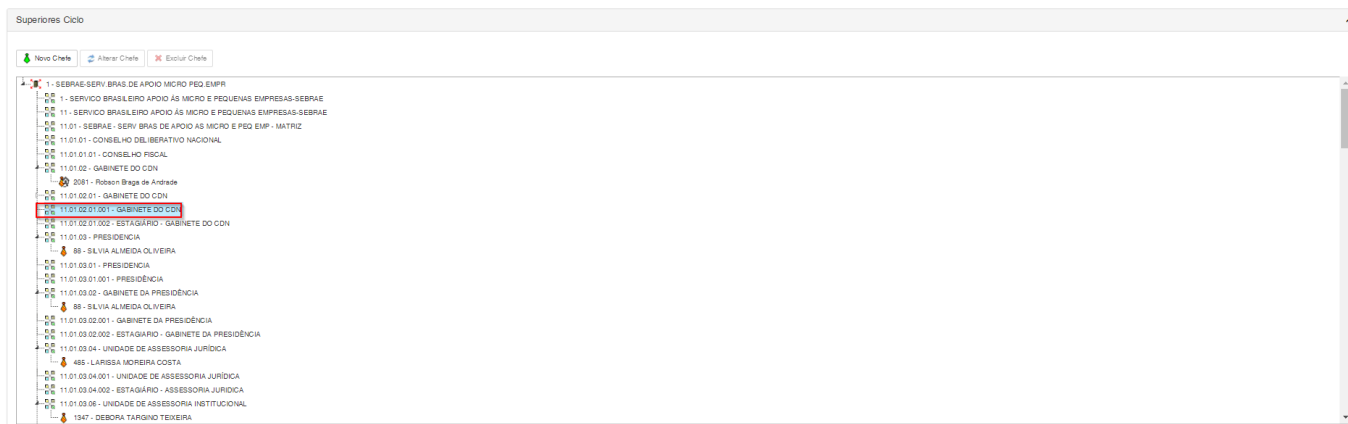 Superiores Ciclo
Novo Chefe Alterar Chefe Excluir Chefe
1 - SEBRAE-SERV.BRAS.DE APOIO MICRO PEQ.EMPR
1 - SERVICO BRASILEIRO APOIO ÁS MICRO E PEQUENAS EMPRESAS-SEBRAE
11 - SERVICO BRASILEIRO APOIO ÁS MICRO E PEQUENAS EMPRESAS-SEBRAE
11.01 - SEBRAE - SERV BRAS DE APOIO AS MICRO E PEQ EMP - MATRIZ
11.01.01 - CONSELHO DELIBERATIVO NACIONAL
11.01.01.01 - CONSELHO FISCAL
11.01.02 - GABINETE DO CDN
2081 - Robson Braga de Andrade
11.01.02.01 - GABINETE DO CDN
11.01.02.01.001 - GABINETE DO CDN
11.01.02.01.002 - ESTAGIÁRIO - GABINETE DO CDN
11.01.03 - PRESIDENCIA
88 - SILVIA ALMEIDA OLIVEIRA
11.01.03.01 - PRESIDENCIA
11.01.03.01.001 - PRESIDÊNCIA
11.01.03.02 - GABINETE DA PRESIDÊNCIA
88 - SILVIA ALMEIDA OLIVEIRA
11.01.03.02.001 - GABINETE DA PRESIDÊNCIA
11.01.03.02.002 - ESTAGIARIO - GABINETE DA PRESIDÊNCIA
11.01.03.04 - UNIDADE DE ASSESSORIA JURÍDICA
485 - LARISSA MOREIRA COSTA
11.01.03.04.001 - UNIDADE DE ASSESSORIA JURÍDICA
11.01.03.04.002 - ESTAGIÁRIO - ASSESSORIA JURIDICA
11.01.03.06 - UNIDADE DE ASSESSORIA INSTITUCIONAL
1347 - DEBORA TARGINO TEIXEIRA